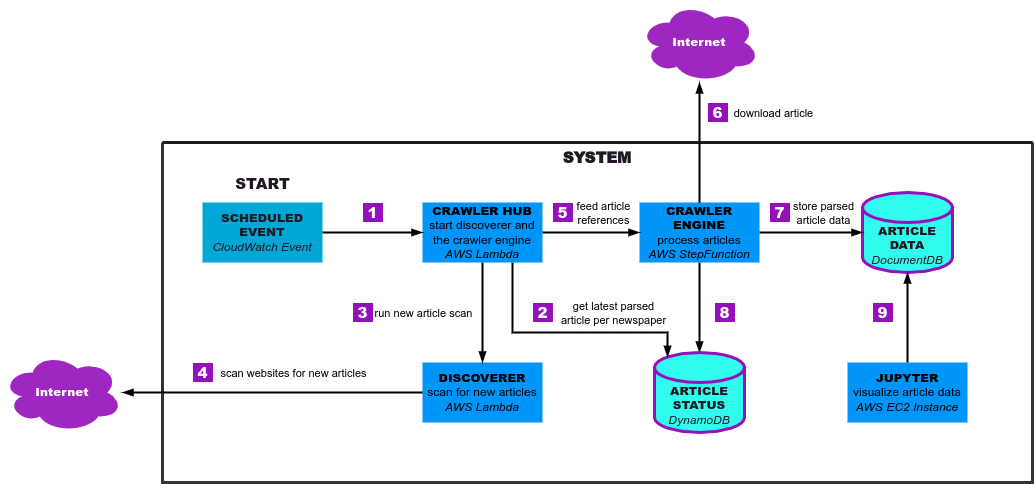 Internet
6 download article
SYSTEM
START
SCHEDULED
EVENT
CloudWatch Event
1
CRAWLER HUB
start discoverer and
the crawler engine
AWS Lambda
5 feed article
references
CRAWLER
ENGINE
process articles
AWS StepFunction
7 store parsed
article data
ARTICLE
DATA
DocumentDB
3 run new article scan
2 get latest parsed
article per newspaper
8
9
4 scan websites for new articles
Internet
DISCOVERER
scan for new articles
AWS Lambda
ARTICLE
STATUS
DynamoDB
JUPYTER
visualize article data
AWS EC2 Instance